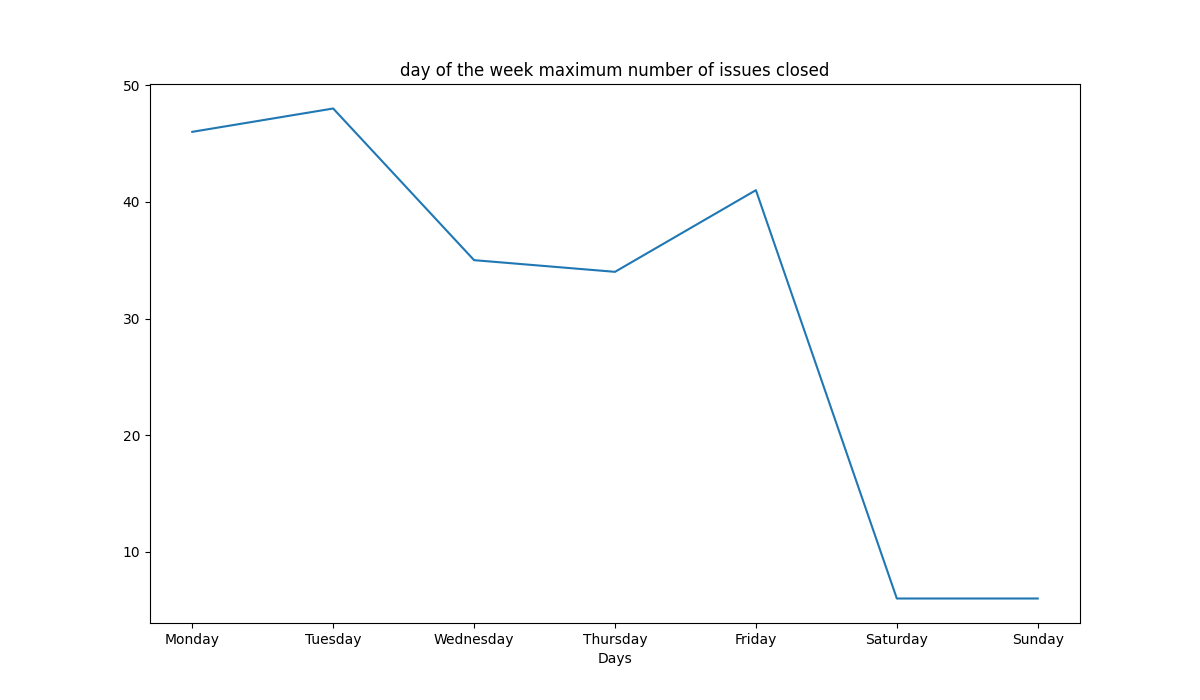 day of the week maximum number of issues closed
50
40
30
20
10
Monday Tuesday Wednesday Thursday Friday Saturday Sunday
Days